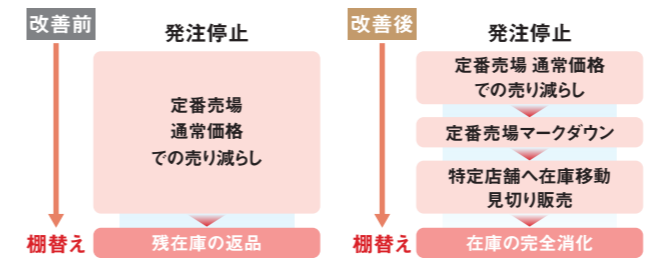 改善前
発注停止
定番売場
通常価格
での売り減らし
棚替え
残在庫の返品
改善後
発注停止
定番売場 通常価格
での売り減らし
定番売場マークダウン
特定店舗へ在庫移動
見切り販売
棚替え
在庫の完全消化